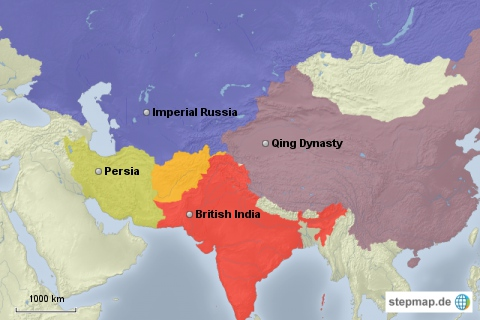 Imperial Russia
Qing Dynasty
Persia
British India
1000 km
stepmap.de